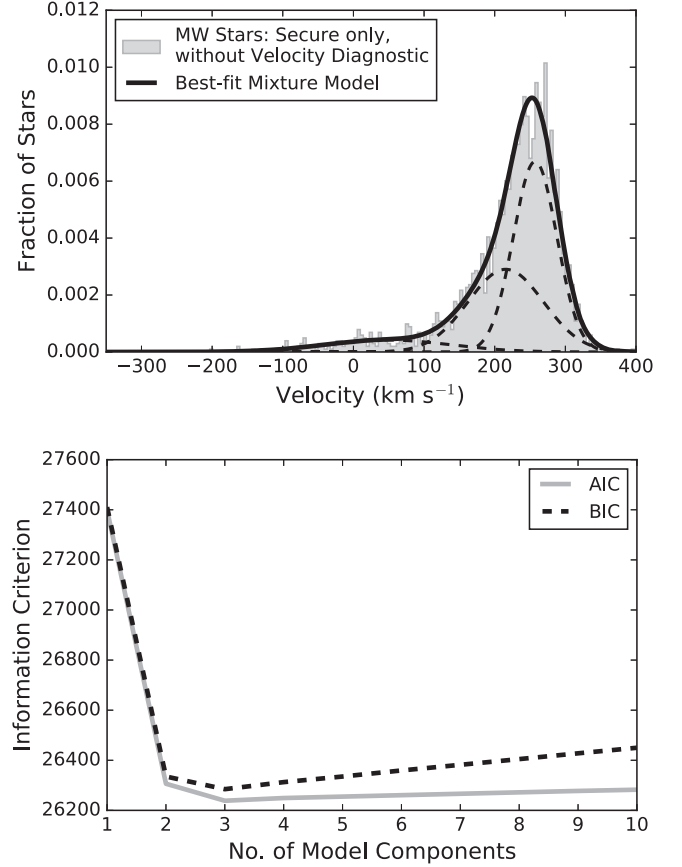 0.012
0.010
0.008
0.006
0.004
0.002
0.000
Fraction of Stars
MW Stars: Secure only,
without Velocity Diagnostic
Best-fit Mixture Model
−300 −200 −100 0 100 200 300 400
Velocity (km s⁻¹)
27600
27400
27200
27000
26800
26600
26400
26200
Information Criterion
AIC
BIC
1 2 3 4 5 6 7 8 9 10
No. of Model Components